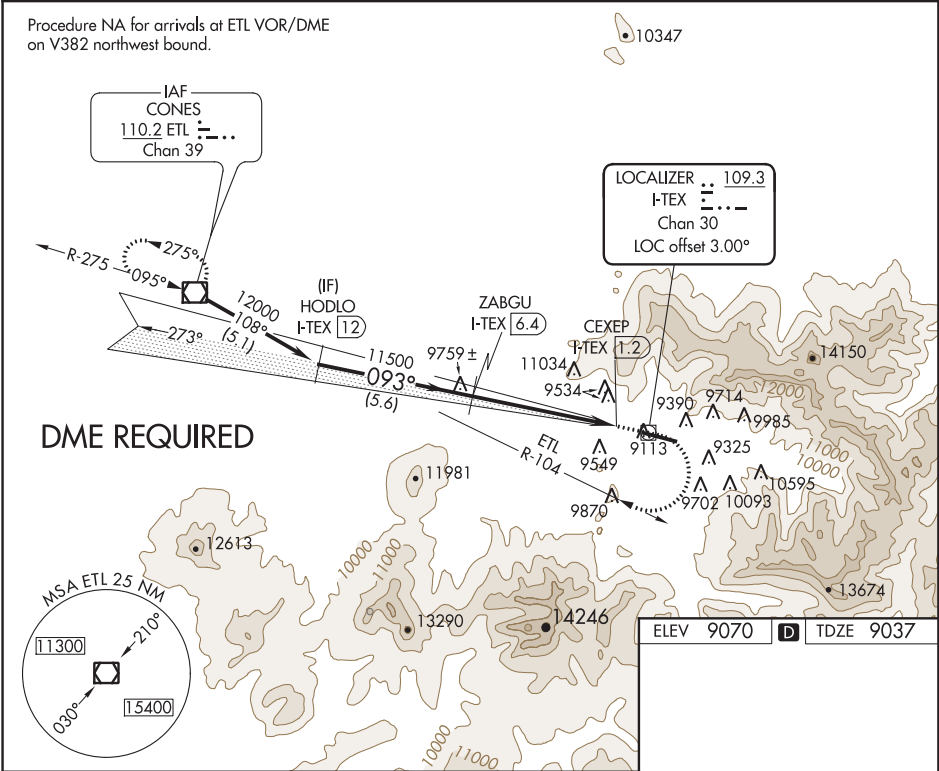 Procedure NA for arrivals at ETL VOR/DME
on V382 northwest bound.
10347
IAF
CONES
110.2 ETL
Chan 39
LOCALIZER 109.3
I-TEX
Chan 30
LOC offset 3.00°
R-275
275°
095°
12000
108°
(5.1)
273°
(IF)
HODLO
I-TEX 12
11500
093°
(5.6)
9759 ±
ZABGU
I-TEX 6.4
CEXEP
I-TEX 1.2
11034
9534
14150
12000
11000
10000
9390
9714
9985
9113
9325
9549
9702
10093
10595
9870
ETL
R-104
DME REQUIRED
11981
12613
10000
11000
13290
14246
13674
MSA ETL 25 NM
11300
210°
030°
15400
10000
11000
ELEV 9070 D TDZE 9037